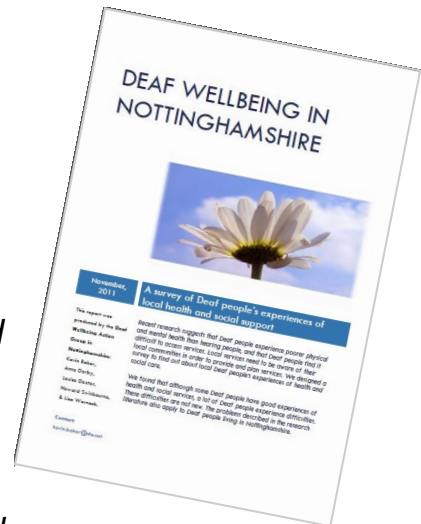 DEAF WELLBEING IN
NOTTINGHAMSHIRE
November,
2011
A survey of Deaf people's experiences of
local health and social support
This report was
produced by the Deaf
Wellbeing Action
Group in
Nottinghamshire:
Kevin Baker,
Anna Darby,
Howard
& Lisa
Contact:
Recent research suggests that Deaf people experience poorer physical
and mental health than hearing people, and that Deaf people find it
difficult to access services. Local services need to be aware of their
local communities in order to provide and plan services. We designed a
survey to find out about local Deaf people's experiences of health and
social care.
We found that although some Deaf people have good experiences of
health and social services, a lot of Deaf people experience difficulties.
These difficulties are not new. The problems described in the research
literature also apply to Deaf people living in Nottinghamshire.